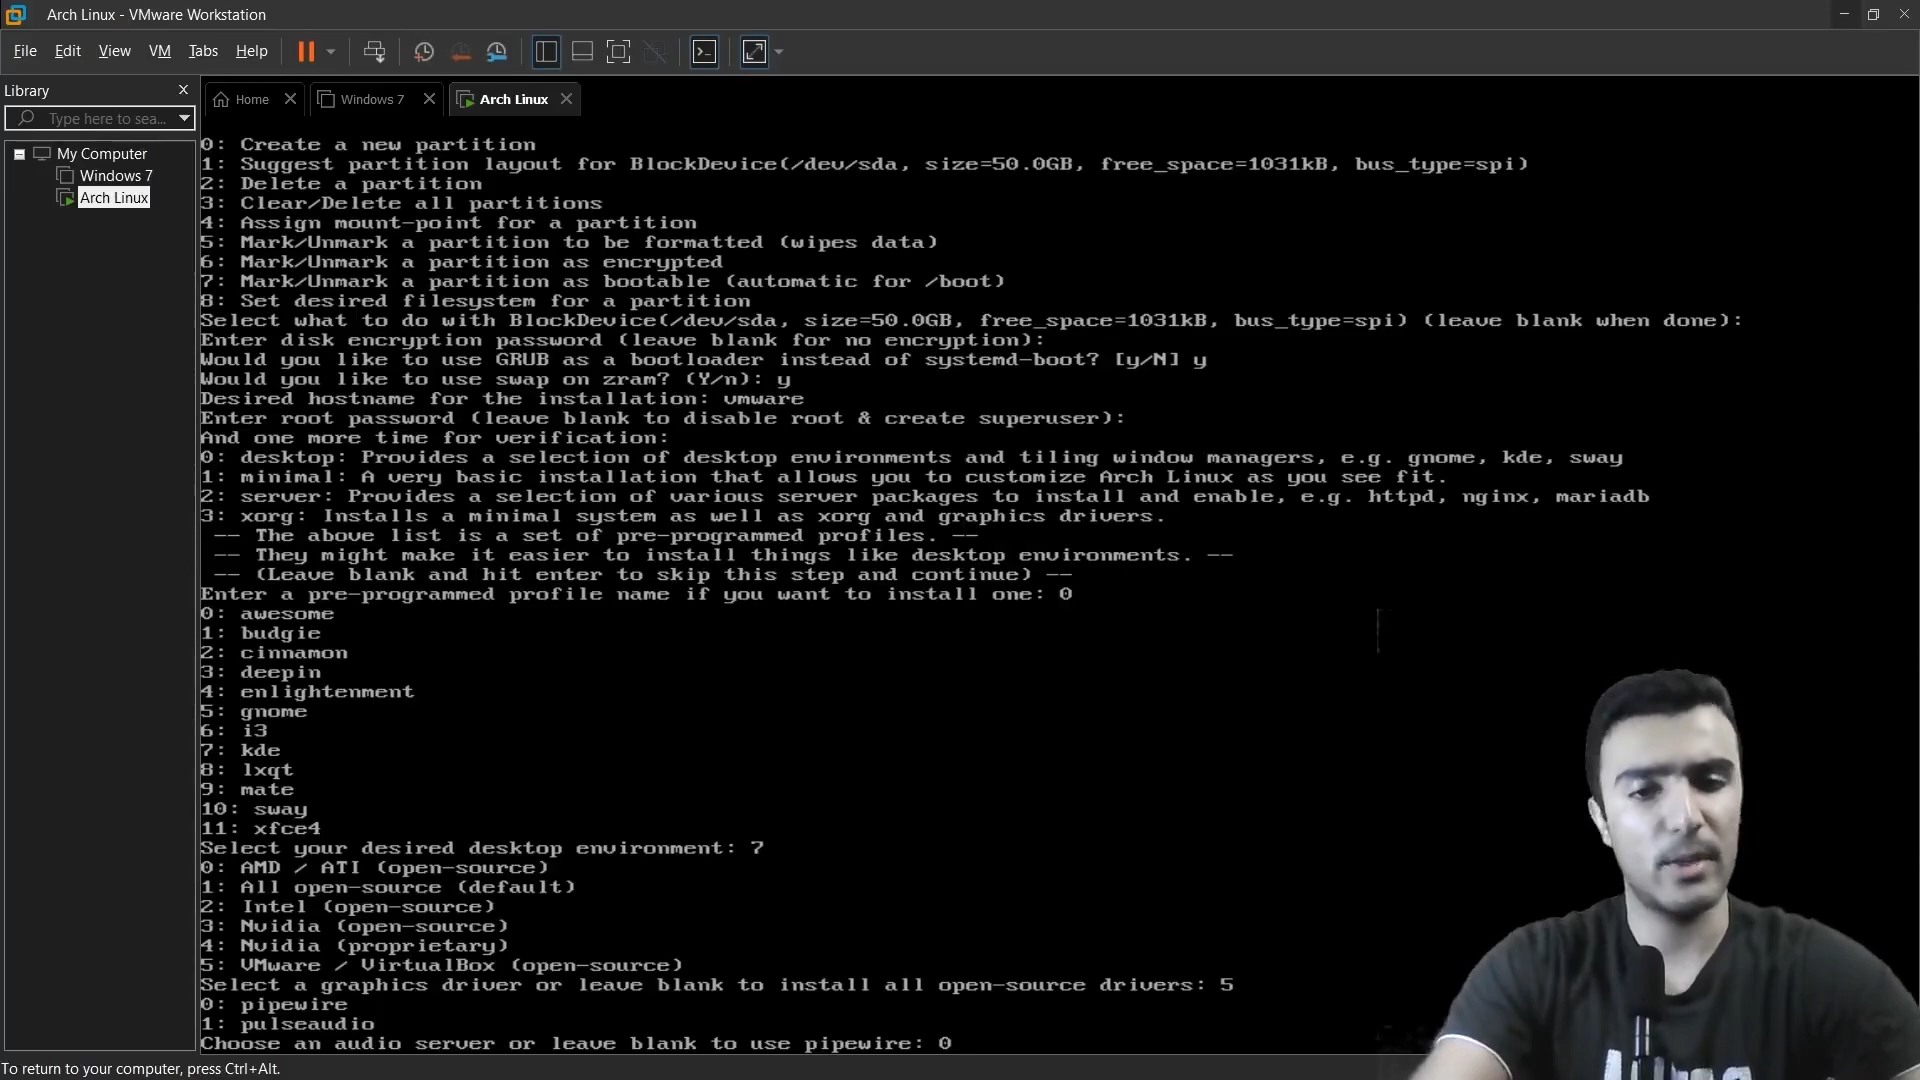 Arch Linux - VMware Workstation
File Edit View VM Tabs Help
Library
Home Windows 7 Arch Linux
Type here to sea...
My Computer
Windows 7
Arch Linux
0: Create a new partition
1: Suggest partition layout for BlockDevice(/dev/sda, size=50.0GB, free_space=1031kB, bus_type=spi)
2: Delete a partition
3: Clear/Delete all partitions
4: Assign mount-point for a partition
5: Mark/Unmark a partition to be formatted (wipes data)
6: Mark/Unmark a partition as encrypted
7: Mark/Unmark a partition as bootable (automatic for /boot)
8: Set desired filesystem for a partition
Select what to do with BlockDevice(/dev/sda, size=50.0GB, free_space=1031kB, bus_type=spi) (leave blank when done):
Enter disk encryption password (leave blank for no encryption):
Would you like to use GRUB as a bootloader instead of systemd-boot? [y/N] y
Would you like to use swap on zram? (Y/n): y
Desired hostname for the installation: vmware
Enter root password (leave blank to disable root & create superuser):
And one more time for verification:
0: desktop: Provides a selection of desktop environments and tiling window managers, e.g. gnome, kde, sway
1: minimal: A very basic installation that allows you to customize Arch Linux as you see fit.
2: server: Provides a selection of various server packages to install and enable, e.g. httpd, nginx, mariadb
3: xorg: Installs a minimal system as well as xorg and graphics drivers.
-- The above list is a set of pre-programmed profiles. --
-- They might make it easier to install things like desktop environments. --
-- (Leave blank and hit enter to skip this step and continue) --
Enter a pre-programmed profile name if you want to install one: 0
0: awesome
1: budgie
2: cinnamon
3: deepin
4: enlightenment
5: gnome
6: i3
7: kde
8: lxqt
9: mate
10: sway
11: xfce4
Select your desired desktop environment: 7
0: AMD / ATI (open-source)
1: All open-source (default)
2: Intel (open-source)
3: Nvidia (open-source)
4: Nvidia (proprietary)
5: VMware / VirtualBox (open-source)
Select a graphics driver or leave blank to install all open-source drivers: 5
0: pipewire
1: pulseaudio
Choose an audio server or leave blank to use pipewire: 0
To return to your computer, press Ctrl+Alt.